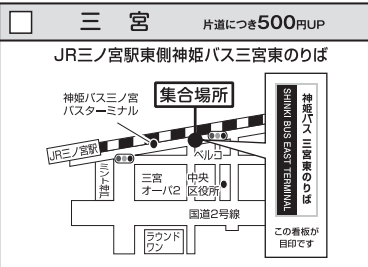 三宮 片道につき500円UP
JR三ノ宮駅東側神姫バス三宮東のりば
神姫バス三ノ宮
バスターミナル
集合場所
JR三ノ宮駅
ベルコ
ミント神戸
三宮
オーパ2
中央
区役所
国道2号線
ラウンド
ワン
神姫バス 三宮東のりば
SHINKI BUS EAST TERMINAL
この看板が
目印です